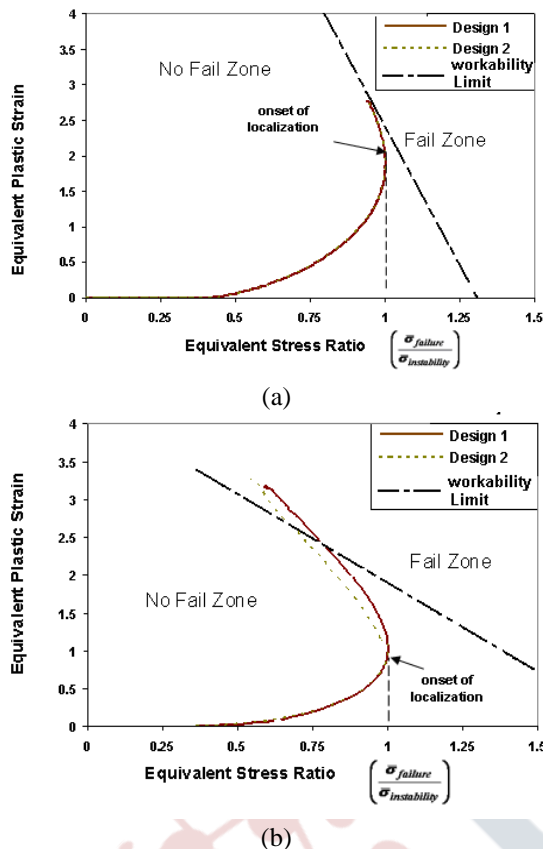 4
3.5
3
2.5
2
1.5
1
0.5
0
Equivalent Plastic Strain
No Fail Zone
Design 1
Design 2
workability
Limit
onset of
localization
Fail Zone
0 0.5 0.75 1 1.25 1.5
Equivalent Stress Ratio
(σ̅failure / σ̅instability)
(a)
4
3.5
3
2.5
2
1.5
1
0.5
0
Equivalent Plastic Strain
Design 1
Design 2
workability
Limit
Fail Zone
No Fail Zone
onset of
localization
0 0.5 0.75 1 1.25 1.5
Equivalent Stress Ratio
(σ̅failure / σ̅instability)
(b)